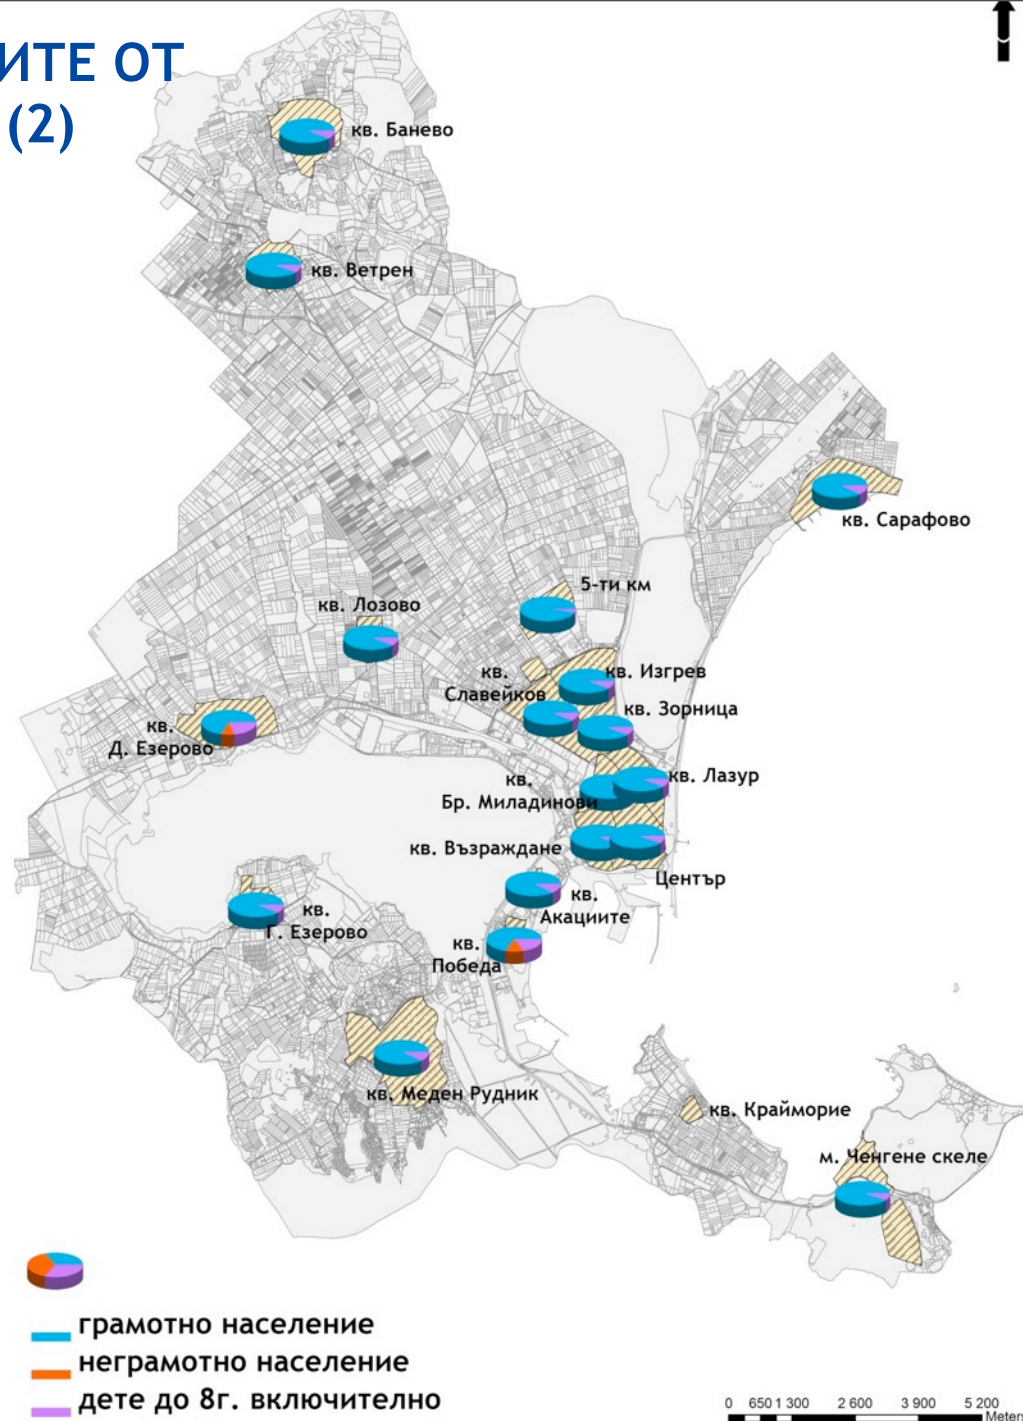 ИТЕ ОТ
(2)
кв. Банево
кв. Ветрен
кв. Сарафово
5-ти км
кв. Лозово
кв. Изгрев
кв.
Славейков
кв. Зорница
кв.
Д. Езерово
кв. Лазур
кв.
Бр. Миладинови
кв. Възраждане
Център
кв.
Акациите
кв.
Г. Езерово
кв.
Победа
кв. Меден Рудник
кв. Крайморие
м. Ченгене скеле
грамотно население
неграмотно население
дете до 8г. включително
0 650 1 300 2 600 3 900 5 200
Meters